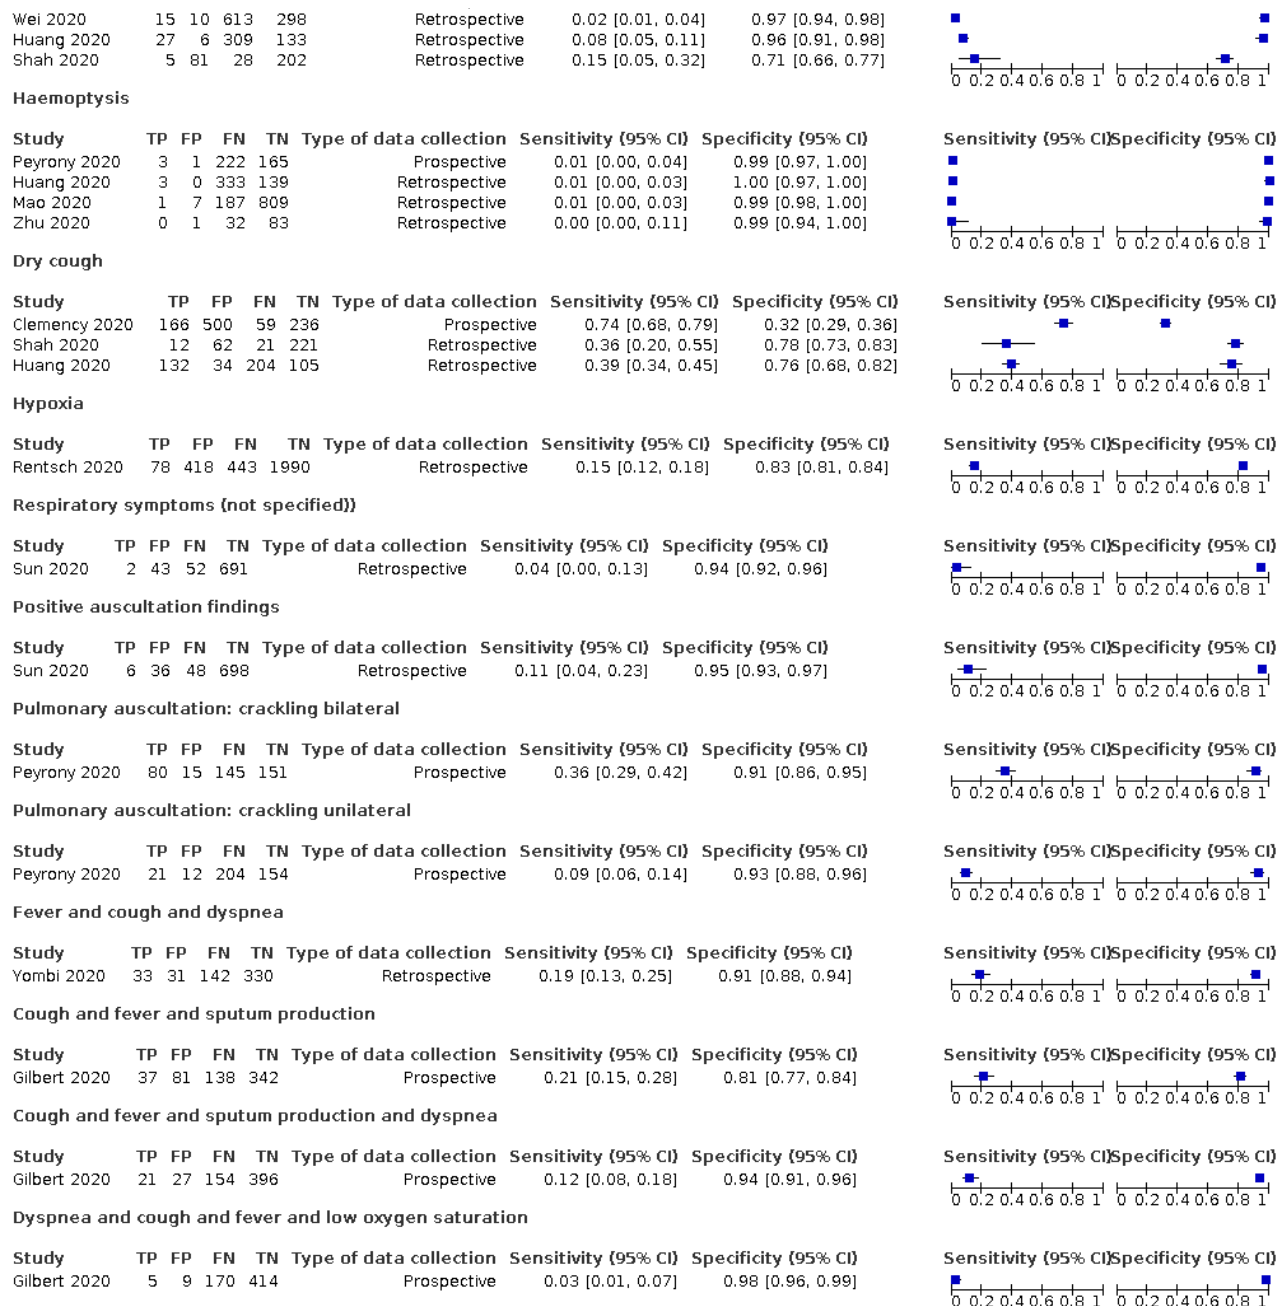 Wei 2020 15 10 613 298 Retrospective 0.02 [0.01, 0.04] 0.97 [0.94, 0.98]
Huang 2020 27 6 309 133 Retrospective 0.08 [0.05, 0.11] 0.96 [0.91, 0.98]
Shah 2020 5 81 28 202 Retrospective 0.15 [0.05, 0.32] 0.71 [0.66, 0.77]
0 0.2 0.4 0.6 0.8 1 0 0.2 0.4 0.6 0.8 1
Haemoptysis
Study TP FP FN TN Type of data collection Sensitivity (95% CI) Specificity (95% CI) Sensitivity (95% CI) Specificity (95% CI)
Peyrony 2020 3 1 222 165 Prospective 0.01 [0.00, 0.04] 0.99 [0.97, 1.00]
Huang 2020 3 0 333 139 Retrospective 0.01 [0.00, 0.03] 1.00 [0.97, 1.00]
Mao 2020 1 7 187 809 Retrospective 0.01 [0.00, 0.03] 0.99 [0.98, 1.00]
Zhu 2020 0 1 32 83 Retrospective 0.00 [0.00, 0.11] 0.99 [0.94, 1.00]
0 0.2 0.4 0.6 0.8 1 0 0.2 0.4 0.6 0.8 1
Dry cough
Study TP FP FN TN Type of data collection Sensitivity (95% CI) Specificity (95% CI) Sensitivity (95% CI) Specificity (95% CI)
Clemency 2020 166 500 59 236 Prospective 0.74 [0.68, 0.79] 0.32 [0.29, 0.36]
Shah 2020 12 62 21 221 Retrospective 0.36 [0.20, 0.55] 0.78 [0.73, 0.83]
Huang 2020 132 34 204 105 Retrospective 0.39 [0.34, 0.45] 0.76 [0.68, 0.82]
0 0.2 0.4 0.6 0.8 1 0 0.2 0.4 0.6 0.8 1
Hypoxia
Study TP FP FN TN Type of data collection Sensitivity (95% CI) Specificity (95% CI) Sensitivity (95% CI) Specificity (95% CI)
Rentsch 2020 78 418 443 1990 Retrospective 0.15 [0.12, 0.18] 0.83 [0.81, 0.84]
0 0.2 0.4 0.6 0.8 1 0 0.2 0.4 0.6 0.8 1
Respiratory symptoms (not specified))
Study TP FP FN TN Type of data collection Sensitivity (95% CI) Specificity (95% CI) Sensitivity (95% CI) Specificity (95% CI)
Sun 2020 2 43 52 691 Retrospective 0.04 [0.00, 0.13] 0.94 [0.92, 0.96]
0 0.2 0.4 0.6 0.8 1 0 0.2 0.4 0.6 0.8 1
Positive auscultation findings
Study TP FP FN TN Type of data collection Sensitivity (95% CI) Specificity (95% CI) Sensitivity (95% CI) Specificity (95% CI)
Sun 2020 6 36 48 698 Retrospective 0.11 [0.04, 0.23] 0.95 [0.93, 0.97]
0 0.2 0.4 0.6 0.8 1 0 0.2 0.4 0.6 0.8 1
Pulmonary auscultation: crackling bilateral
Study TP FP FN TN Type of data collection Sensitivity (95% CI) Specificity (95% CI) Sensitivity (95% CI) Specificity (95% CI)
Peyrony 2020 80 15 145 151 Prospective 0.36 [0.29, 0.42] 0.91 [0.86, 0.95]
0 0.2 0.4 0.6 0.8 1 0 0.2 0.4 0.6 0.8 1
Pulmonary auscultation: crackling unilateral
Study TP FP FN TN Type of data collection Sensitivity (95% CI) Specificity (95% CI) Sensitivity (95% CI) Specificity (95% CI)
Peyrony 2020 21 12 204 154 Prospective 0.09 [0.06, 0.14] 0.93 [0.88, 0.96]
0 0.2 0.4 0.6 0.8 1 0 0.2 0.4 0.6 0.8 1
Fever and cough and dyspnea
Study TP FP FN TN Type of data collection Sensitivity (95% CI) Specificity (95% CI) Sensitivity (95% CI) Specificity (95% CI)
Yombi 2020 33 31 142 330 Retrospective 0.19 [0.13, 0.25] 0.91 [0.88, 0.94]
0 0.2 0.4 0.6 0.8 1 0 0.2 0.4 0.6 0.8 1
Cough and fever and sputum production
Study TP FP FN TN Type of data collection Sensitivity (95% CI) Specificity (95% CI) Sensitivity (95% CI) Specificity (95% CI)
Gilbert 2020 37 81 138 342 Prospective 0.21 [0.15, 0.28] 0.81 [0.77, 0.84]
0 0.2 0.4 0.6 0.8 1 0 0.2 0.4 0.6 0.8 1
Cough and fever and sputum production and dyspnea
Study TP FP FN TN Type of data collection Sensitivity (95% CI) Specificity (95% CI) Sensitivity (95% CI) Specificity (95% CI)
Gilbert 2020 21 27 154 396 Prospective 0.12 [0.08, 0.18] 0.94 [0.91, 0.96]
0 0.2 0.4 0.6 0.8 1 0 0.2 0.4 0.6 0.8 1
Dyspnea and cough and fever and low oxygen saturation
Study TP FP FN TN Type of data collection Sensitivity (95% CI) Specificity (95% CI) Sensitivity (95% CI) Specificity (95% CI)
Gilbert 2020 5 9 170 414 Prospective 0.03 [0.01, 0.07] 0.98 [0.96, 0.99]
0 0.2 0.4 0.6 0.8 1 0 0.2 0.4 0.6 0.8 1